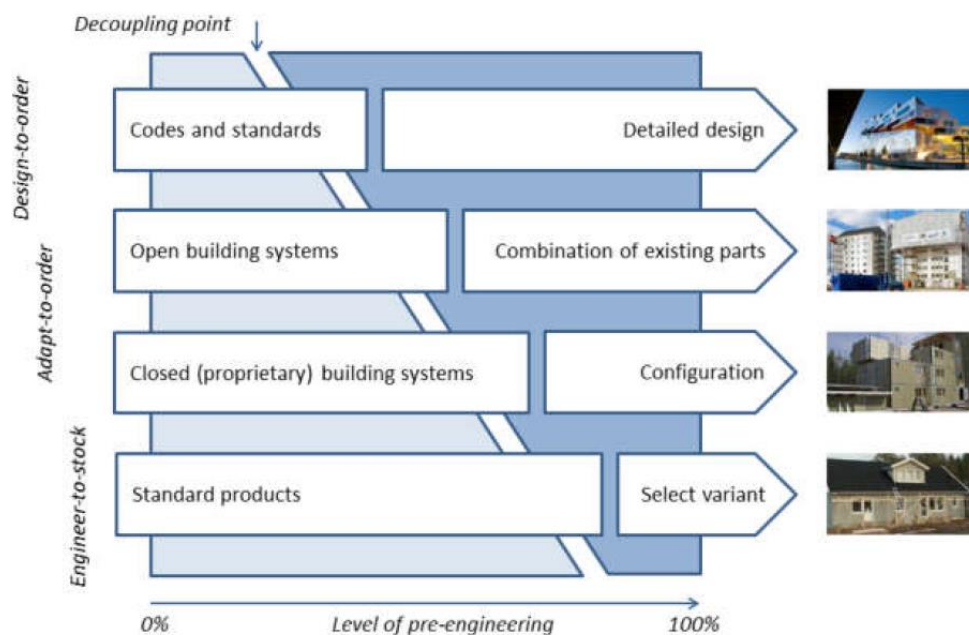 Decoupling point
Design-to-order
Codes and standards
Detailed design
Adapt-to-order
Open building systems
Combination of existing parts
Closed (proprietary) building systems
Configuration
Engineer-to-stock
Standard products
Select variant
0%
Level of pre-engineering
100%